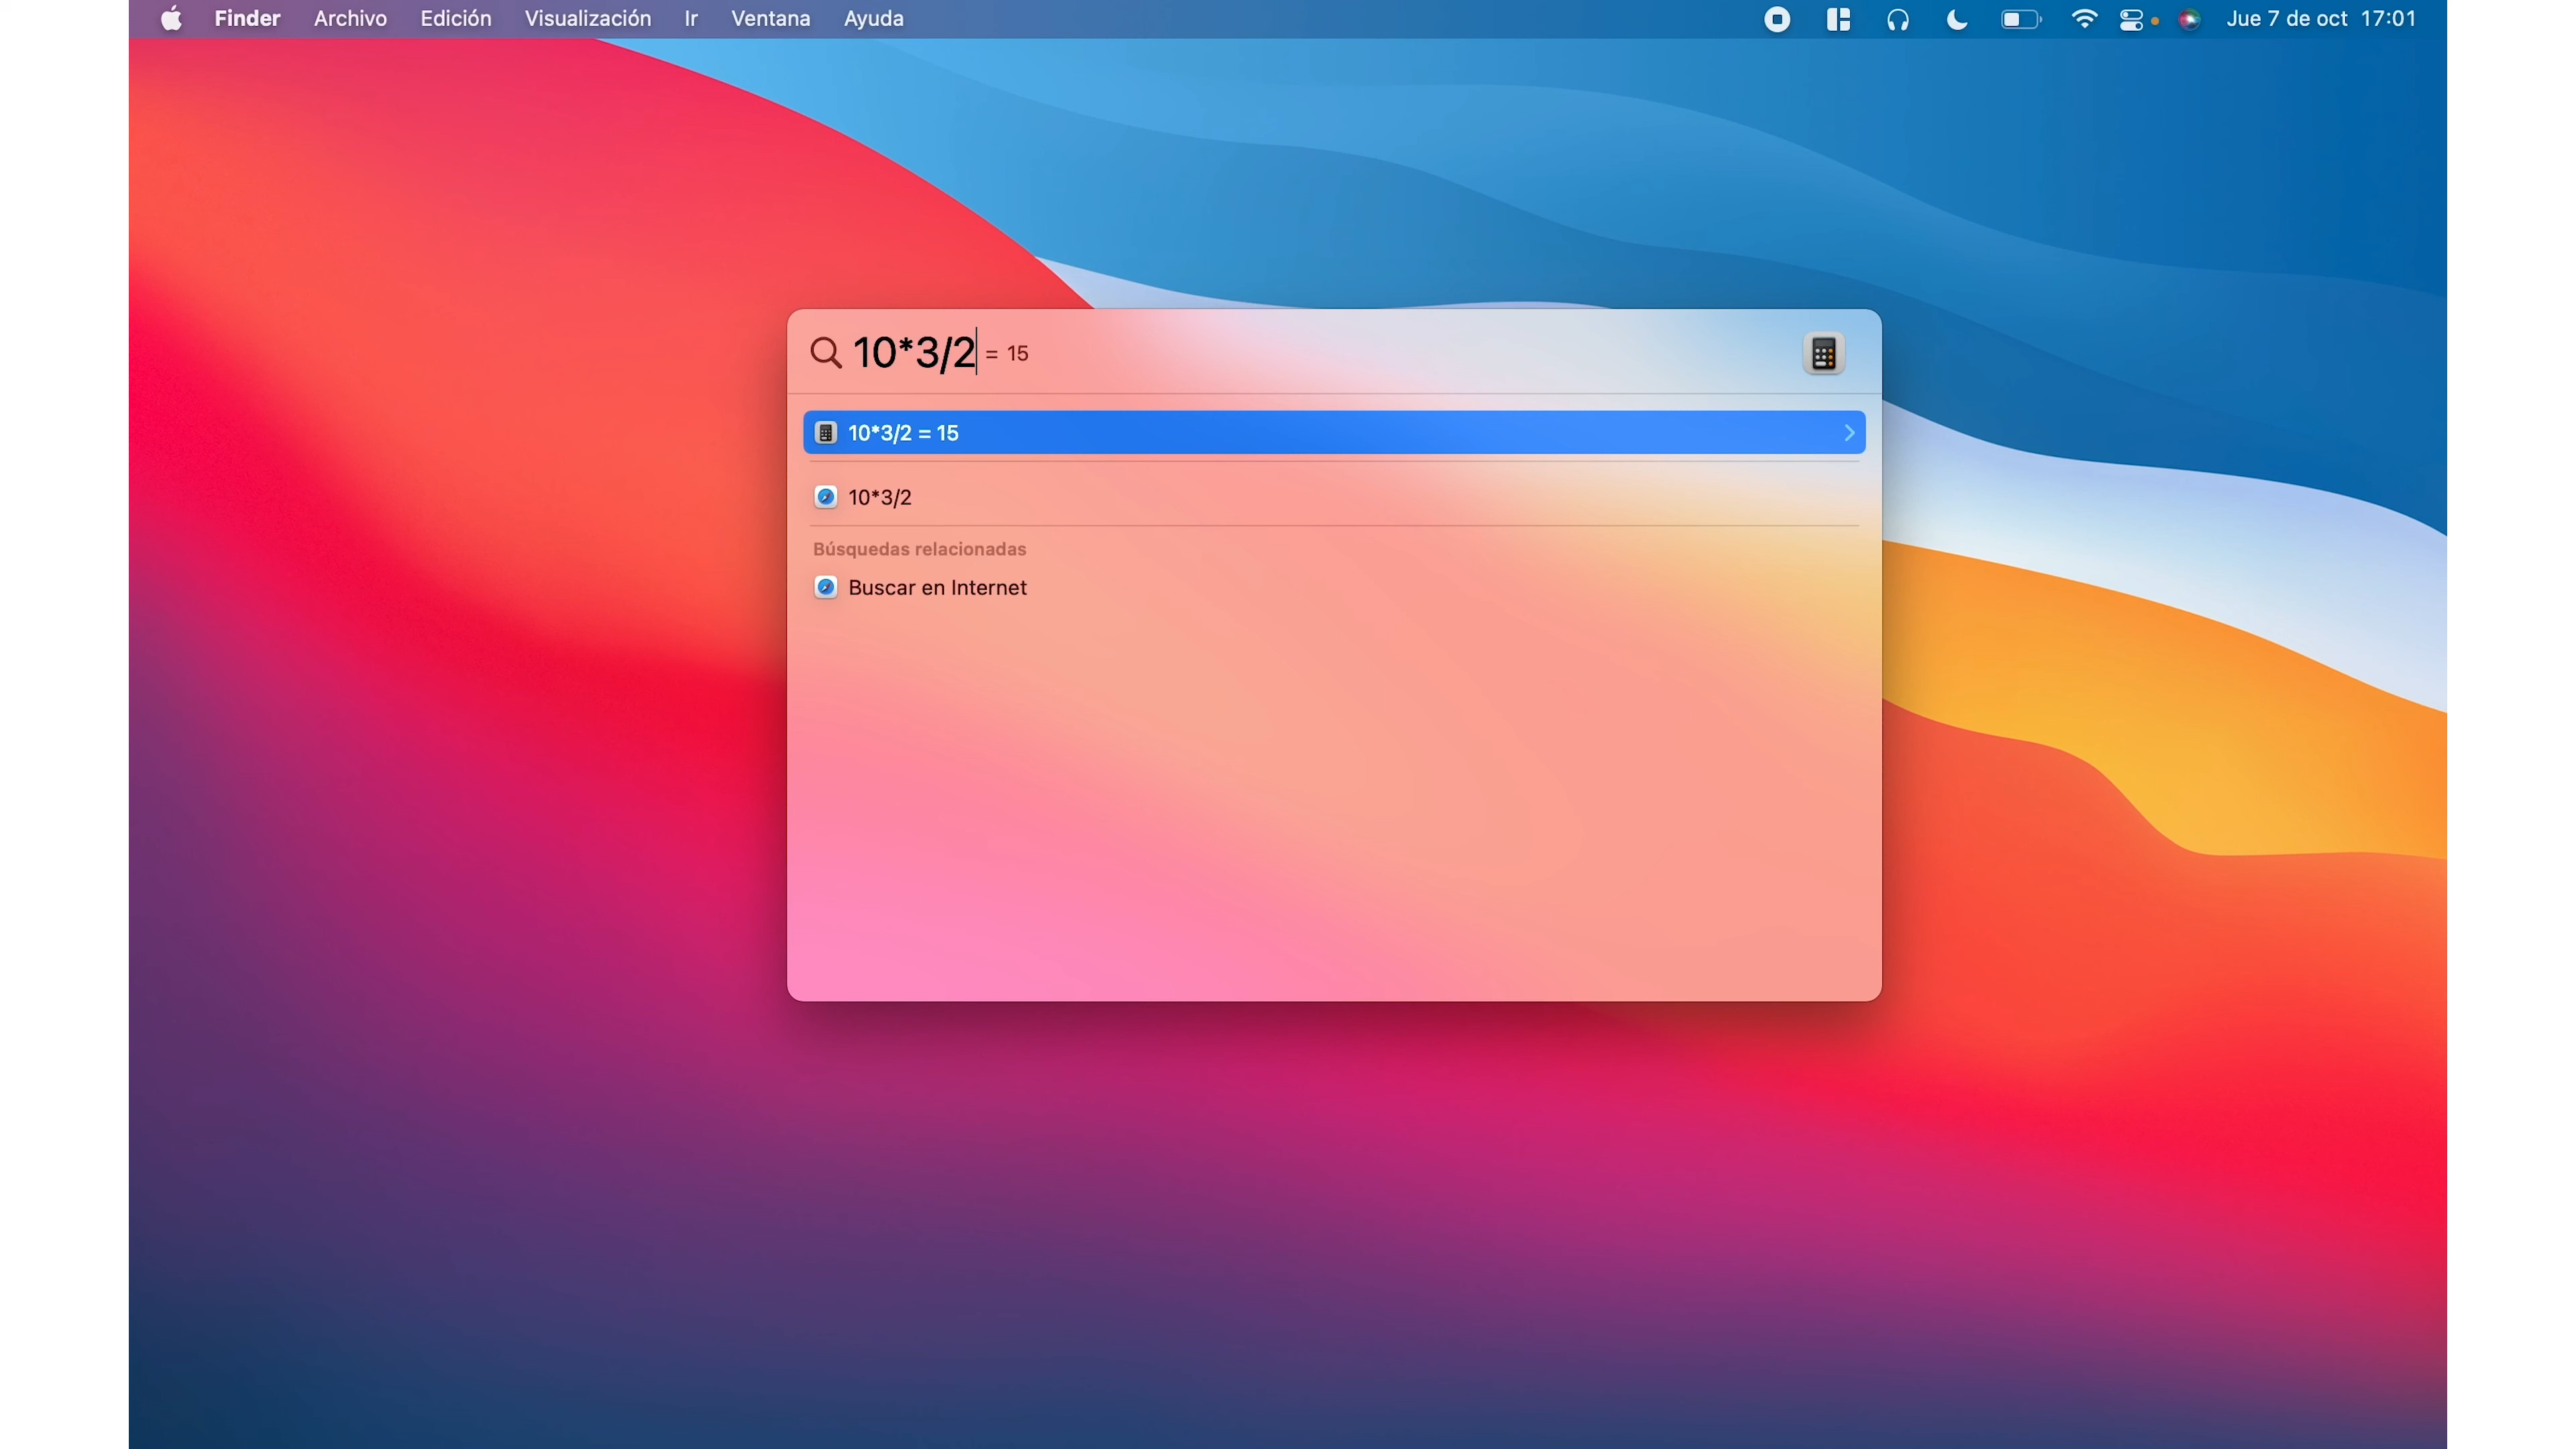 Finder Archivo Edición Visualización Ir Ventana Ayuda Jue 7 de oct 17:01
10*3/2 = 15
10*3/2 = 15
10*3/2
Búsquedas relacionadas
Buscar en Internet